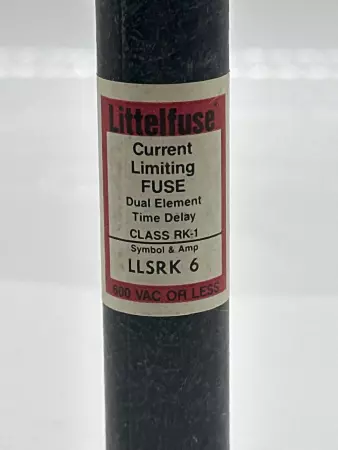 Littelfuse
Current
Limiting
FUSE
Dual Element
Time Delay
CLASS RK-1
Symbol & Amp
LLSRK 6
600 VAC OR LESS